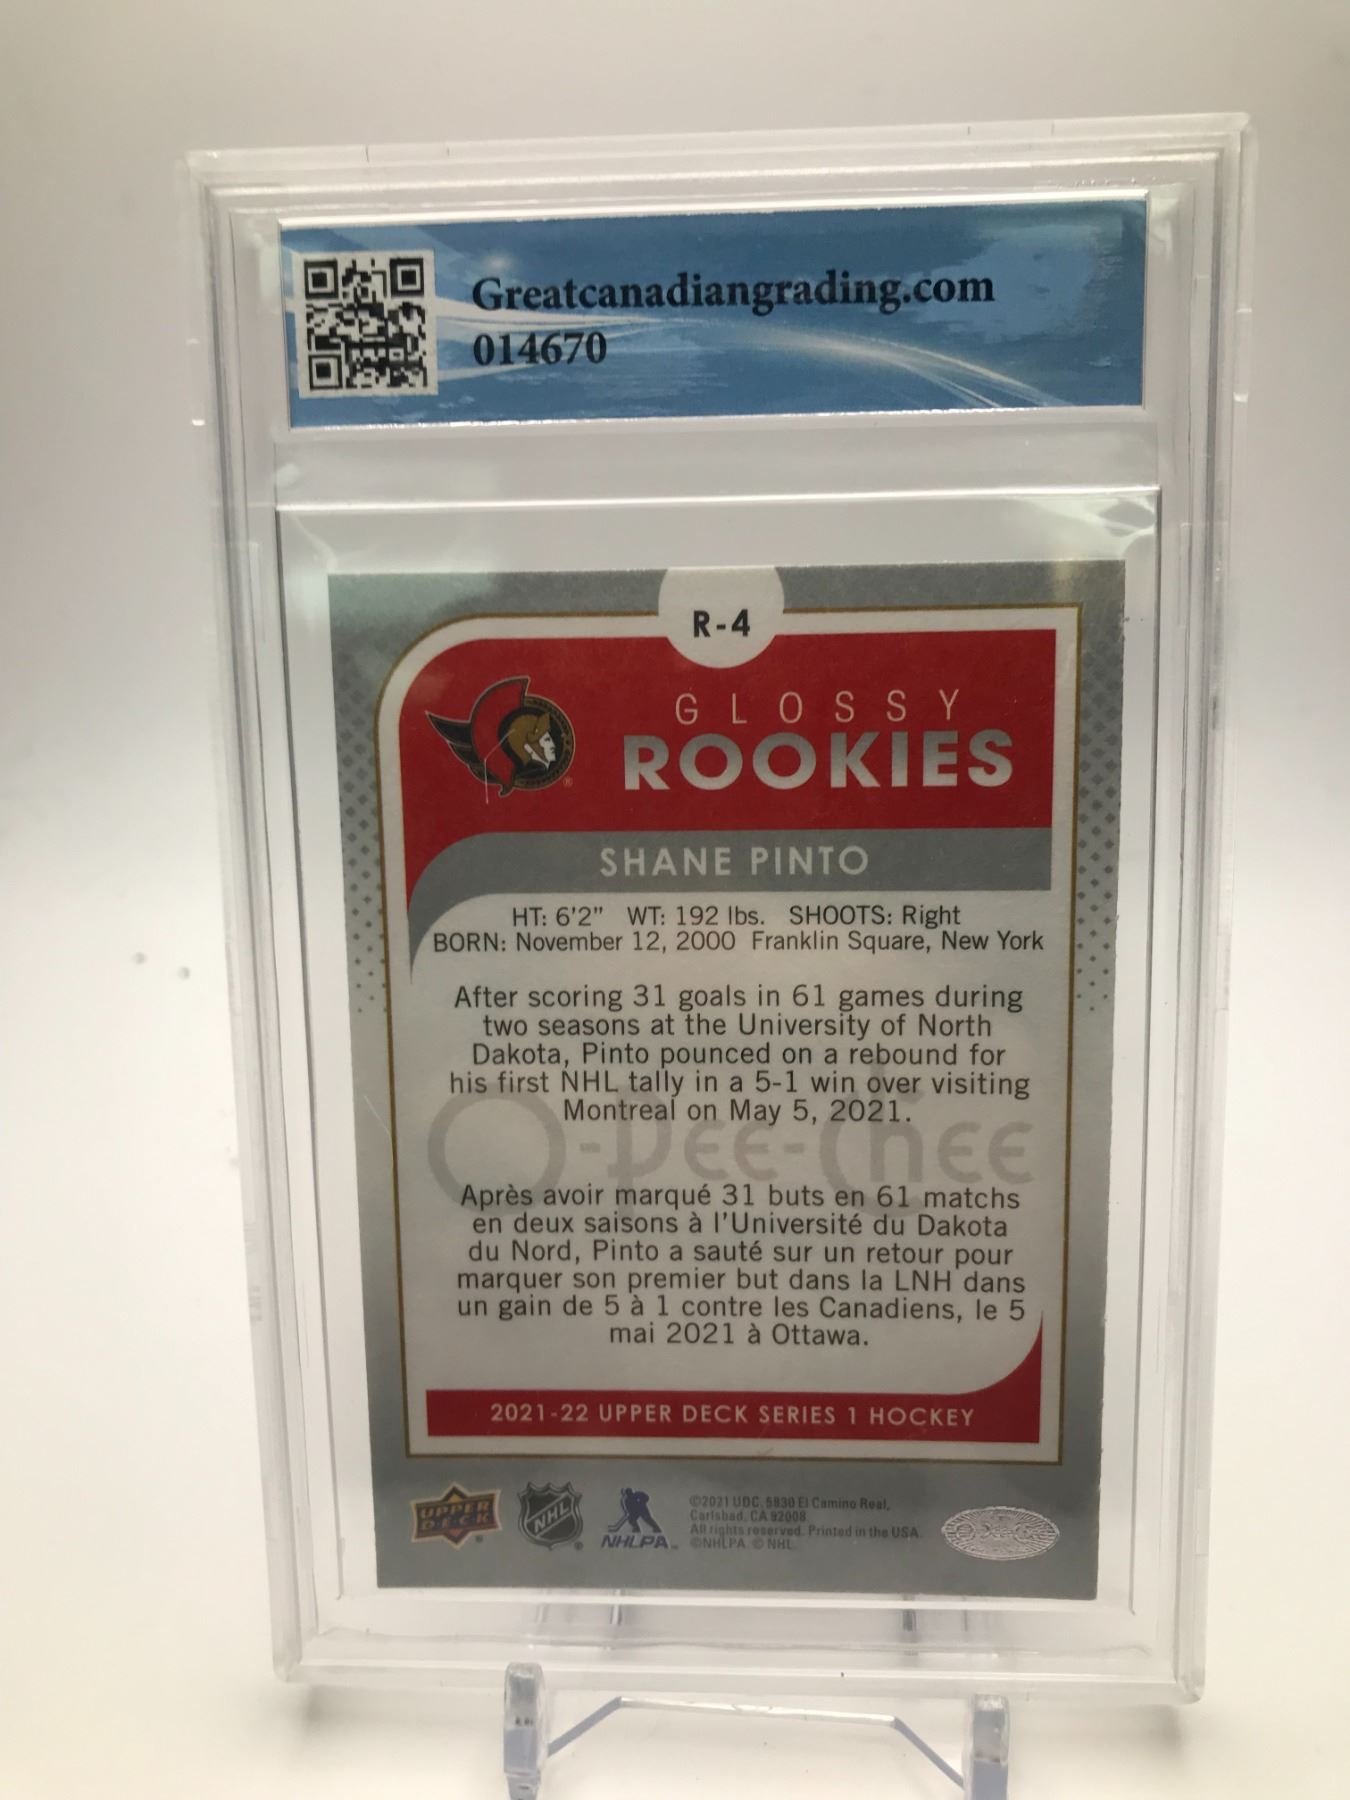 Greatcanadiangrading.com
014670
R-4
GLOSSY
ROOKIES
SHANE PINTO
HT: 6'2" WT: 192 lbs. SHOOTS: Right
BORN: November 12, 2000 Franklin Square, New York
After scoring 31 goals in 61 games during
two seasons at the University of North
Dakota, Pinto pounced on a rebound for
his first NHL tally in a 5-1 win over visiting
Montreal on May 5, 2021.
O-Pee-Chee
Après avoir marqué 31 buts en 61 matchs
en deux saisons à l'Université du Dakota
du Nord, Pinto a sauté sur un retour pour
marquer son premier but dans la LNH dans
un gain de 5 à 1 contre les Canadiens, le 5
mai 2021 à Ottawa.
2021-22 UPPER DECK SERIES 1 HOCKEY
UPPER
DECK
NHL
NHLPA
©2021 UDC. 5830 El Camino Real,
Carlsbad, CA 92008.
All rights reserved. Printed in the USA.
©NHLPA © NHL
O-Pee-Chee